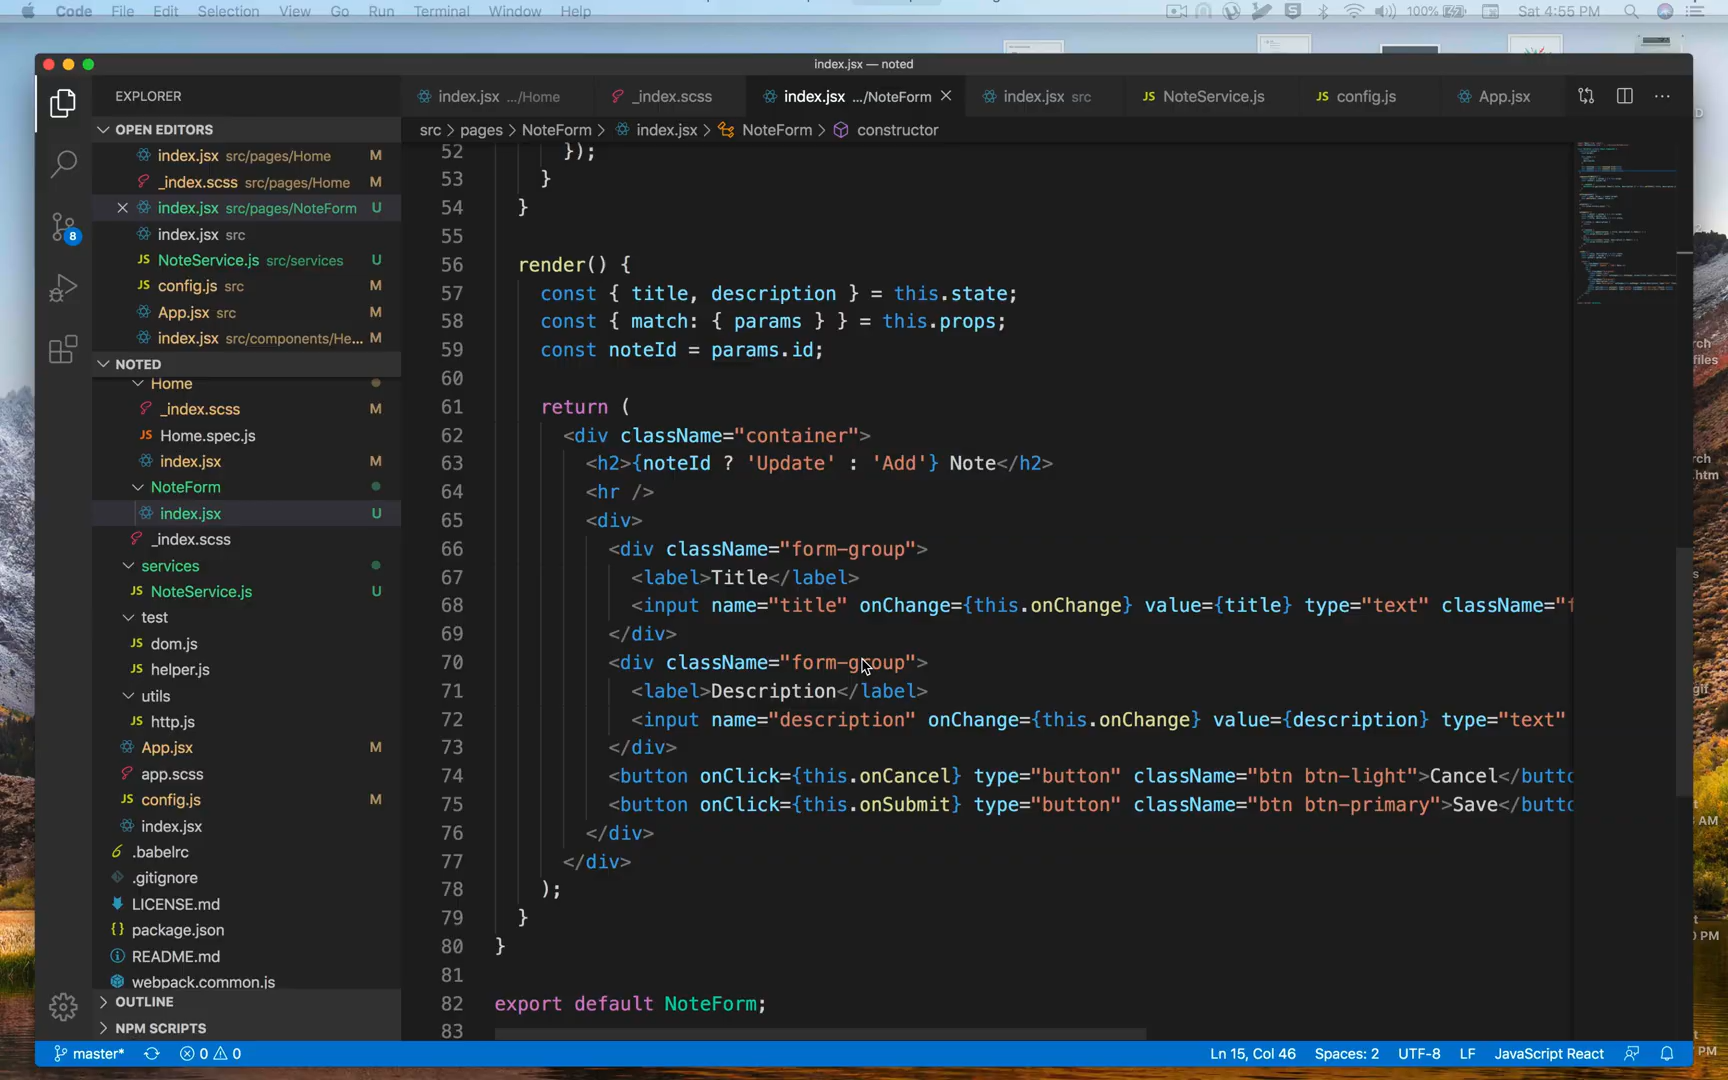 Code File Edit Selection View Go Run Terminal Window Help 100% Sat 4:55 PM
index.jsx — noted
EXPLORER
OPEN EDITORS
index.jsx src/pages/Home M
_index.scss src/pages/Home M
index.jsx src/pages/NoteForm U
index.jsx src
NoteService.js src/services U
config.js src M
App.jsx src M
index.jsx src/components/He... M
NOTED
Home
_index.scss M
Home.spec.js
index.jsx M
NoteForm
index.jsx U
_index.scss
services
NoteService.js U
test
dom.js
helper.js
utils
http.js
App.jsx M
app.scss
config.js M
index.jsx
.babelrc
.gitignore
LICENSE.md
package.json
README.md
webpack.common.js
OUTLINE
NPM SCRIPTS
8
index.jsx .../Home _index.scss index.jsx .../NoteForm index.jsx src JS NoteService.js JS config.js App.jsx
src > pages > NoteForm > index.jsx > NoteForm > constructor
52 });
53 }
54 }
55
56 render() {
57 const { title, description } = this.state;
58 const { match: { params } } = this.props;
59 const noteId = params.id;
60
61 return (
62 <div className="container">
63 <h2>{noteId ? 'Update' : 'Add'} Note</h2>
64 <hr />
65 <div>
66 <div className="form-group">
67 <label>Title</label>
68 <input name="title" onChange={this.onChange} value={title} type="text" className="f
69 </div>
70 <div className="form-group">
71 <label>Description</label>
72 <input name="description" onChange={this.onChange} value={description} type="text"
73 </div>
74 <button onClick={this.onCancel} type="button" className="btn btn-light">Cancel</butto
75 <button onClick={this.onSubmit} type="button" className="btn btn-primary">Save</butto
76 </div>
77 </div>
78 );
79 }
80 }
81
82 export default NoteForm;
83
master* 0 0 Ln 15, Col 46 Spaces: 2 UTF-8 LF JavaScript React